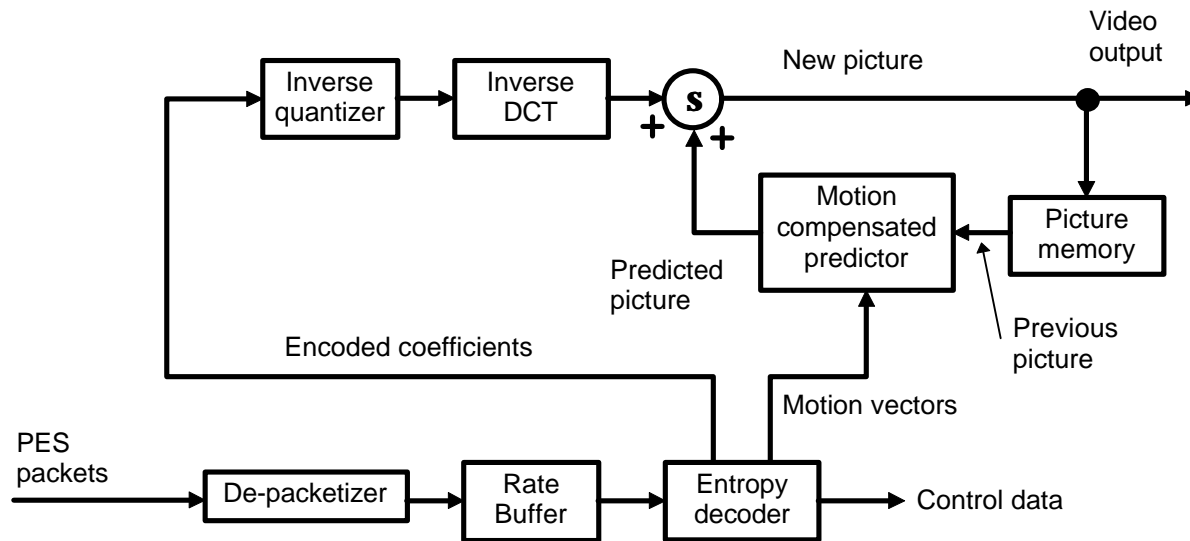 Video
output
New picture
Inverse
quantizer
Inverse
DCT
s
+
+
Motion
compensated
predictor
Picture
memory
Predicted
picture
Previous
picture
Encoded coefficients
Motion vectors
PES
packets
De-packetizer
Rate
Buffer
Entropy
decoder
Control data